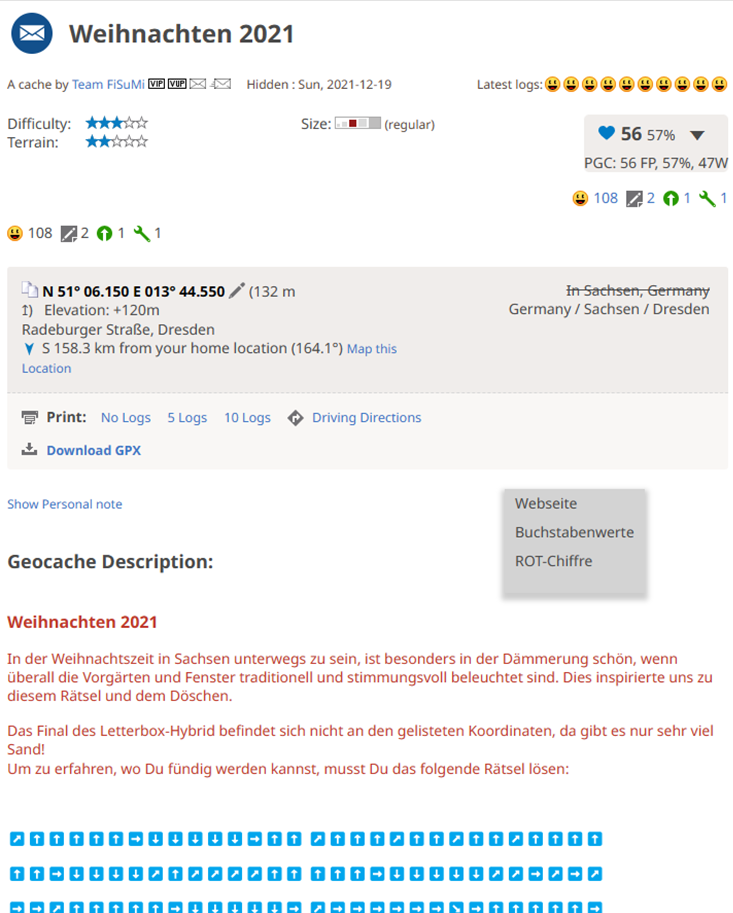 Weihnachten 2021
A cache by Team FiSuMi VIP VUP Hidden : Sun, 2021-12-19 Latest logs:
Difficulty: Size: (regular)
Terrain:
56 57%
PGC: 56 FP, 57%, 47W
108 2 1 1
108 2 1 1
N 51° 06.150 E 013° 44.550 (132 m
In Sachsen, Germany
Elevation: +120m
Germany / Sachsen / Dresden
Radeburger Straße, Dresden
S 158.3 km from your home location (164.1°) Map this
Location
Print: No Logs 5 Logs 10 Logs Driving Directions
Download GPX
Show Personal note
Webseite
Buchstabenwerte
ROT-Chiffre
Geocache Description:
Weihnachten 2021
In der Weihnachtszeit in Sachsen unterwegs zu sein, ist besonders in der Dämmerung schön, wenn
überall die Vorgärten und Fenster traditionell und stimmungsvoll beleuchtet sind. Dies inspirierte uns zu
diesem Rätsel und dem Döschen.
Das Final des Letterbox-Hybrid befindet sich nicht an den gelisteten Koordinaten, da gibt es nur sehr viel
Sand!
Um zu erfahren, wo Du fündig werden kannst, musst Du das folgende Rätsel lösen: